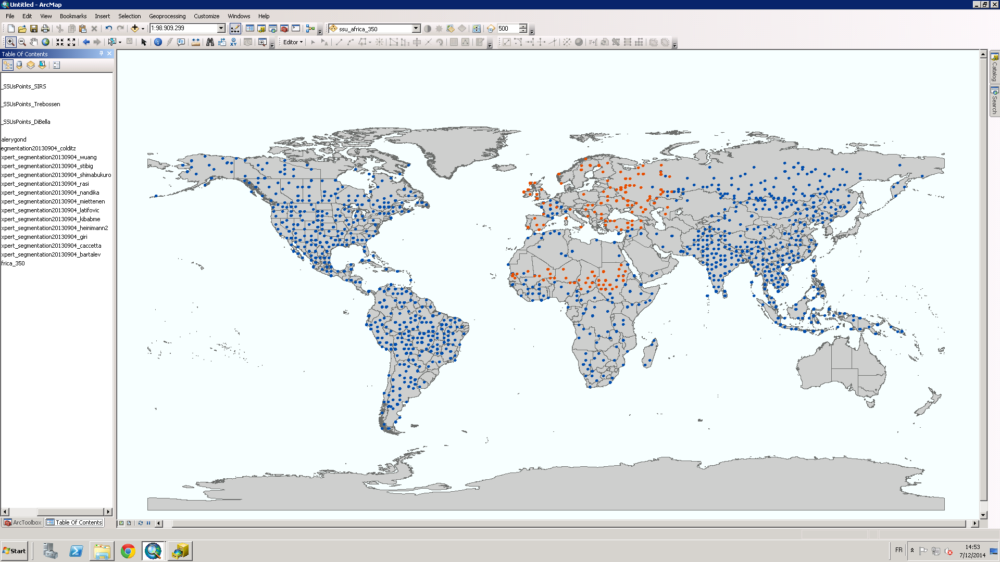 Untitled - ArcMap
File Edit View Bookmarks Insert Selection Geoprocessing Customize Windows Help
1:98.909.299 ssu_africa_350 500
Editor
Table Of Contents
_SSUsPoints_SIRS
_SSUsPoints_Trebossen
_SSUsPoints_DiBella
alerygond
egmentation20130904_colditz
xpert_segmentation20130904_wuang
xpert_segmentation20130904_stibig
xpert_segmentation20130904_shimabukuro
xpert_segmentation20130904_rasi
xpert_segmentation20130904_nandika
xpert_segmentation20130904_miettenen
xpert_segmentation20130904_latifovic
xpert_segmentation20130904_kibabme
xpert_segmentation20130904_heinimann2
xpert_segmentation20130904_giri
xpert_segmentation20130904_caccetta
xpert_segmentation20130904_bartalev
frica_350
Catalog
Search
ArcToolbox Table Of Contents
Start FR 14:53
7/12/2014